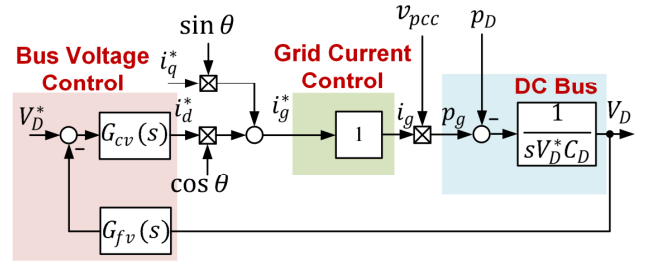 sin θ
v_pcc
p_D
Bus Voltage
Control
i_q^*
Grid Current
Control
DC Bus
V_D^*
-
G_cv(s)
i_d^*
i_g^*
1
i_g
p_g
-
1
sV_D^*C_D
V_D
cos θ
G_fv(s)